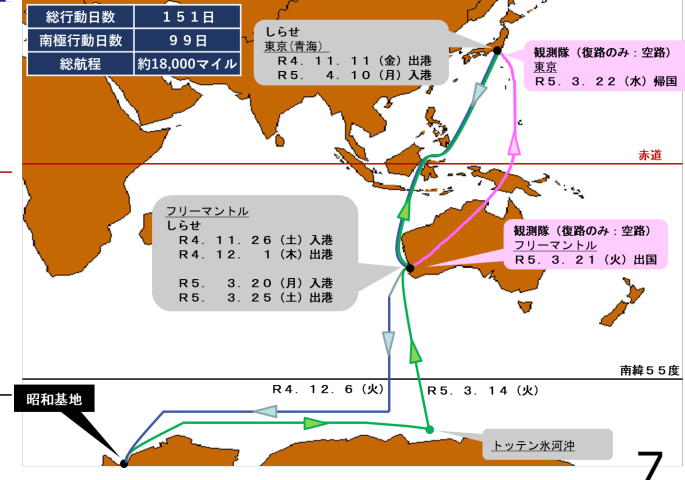 総行動日数 １５１日
南極行動日数 ９９日
総航程 約18,000マイル
しらせ
東京(青海)
Ｒ４．１１．１１（金）出港
Ｒ５．　４．１０（月）入港
観測隊（復路のみ：空路）
東京
Ｒ５．３．２２（水）帰国
赤道
フリーマントル
しらせ
Ｒ４．１１．２６（土）入港
Ｒ４．１２．　１（木）出港
Ｒ５．　３．２０（月）入港
Ｒ５．　３．２５（土）出港
観測隊（復路のみ：空路）
フリーマントル
Ｒ５．３．２１（火）出国
南緯５５度
Ｒ４．１２．６（火）
Ｒ５．３．１４（火）
昭和基地
トッテン氷河沖
7